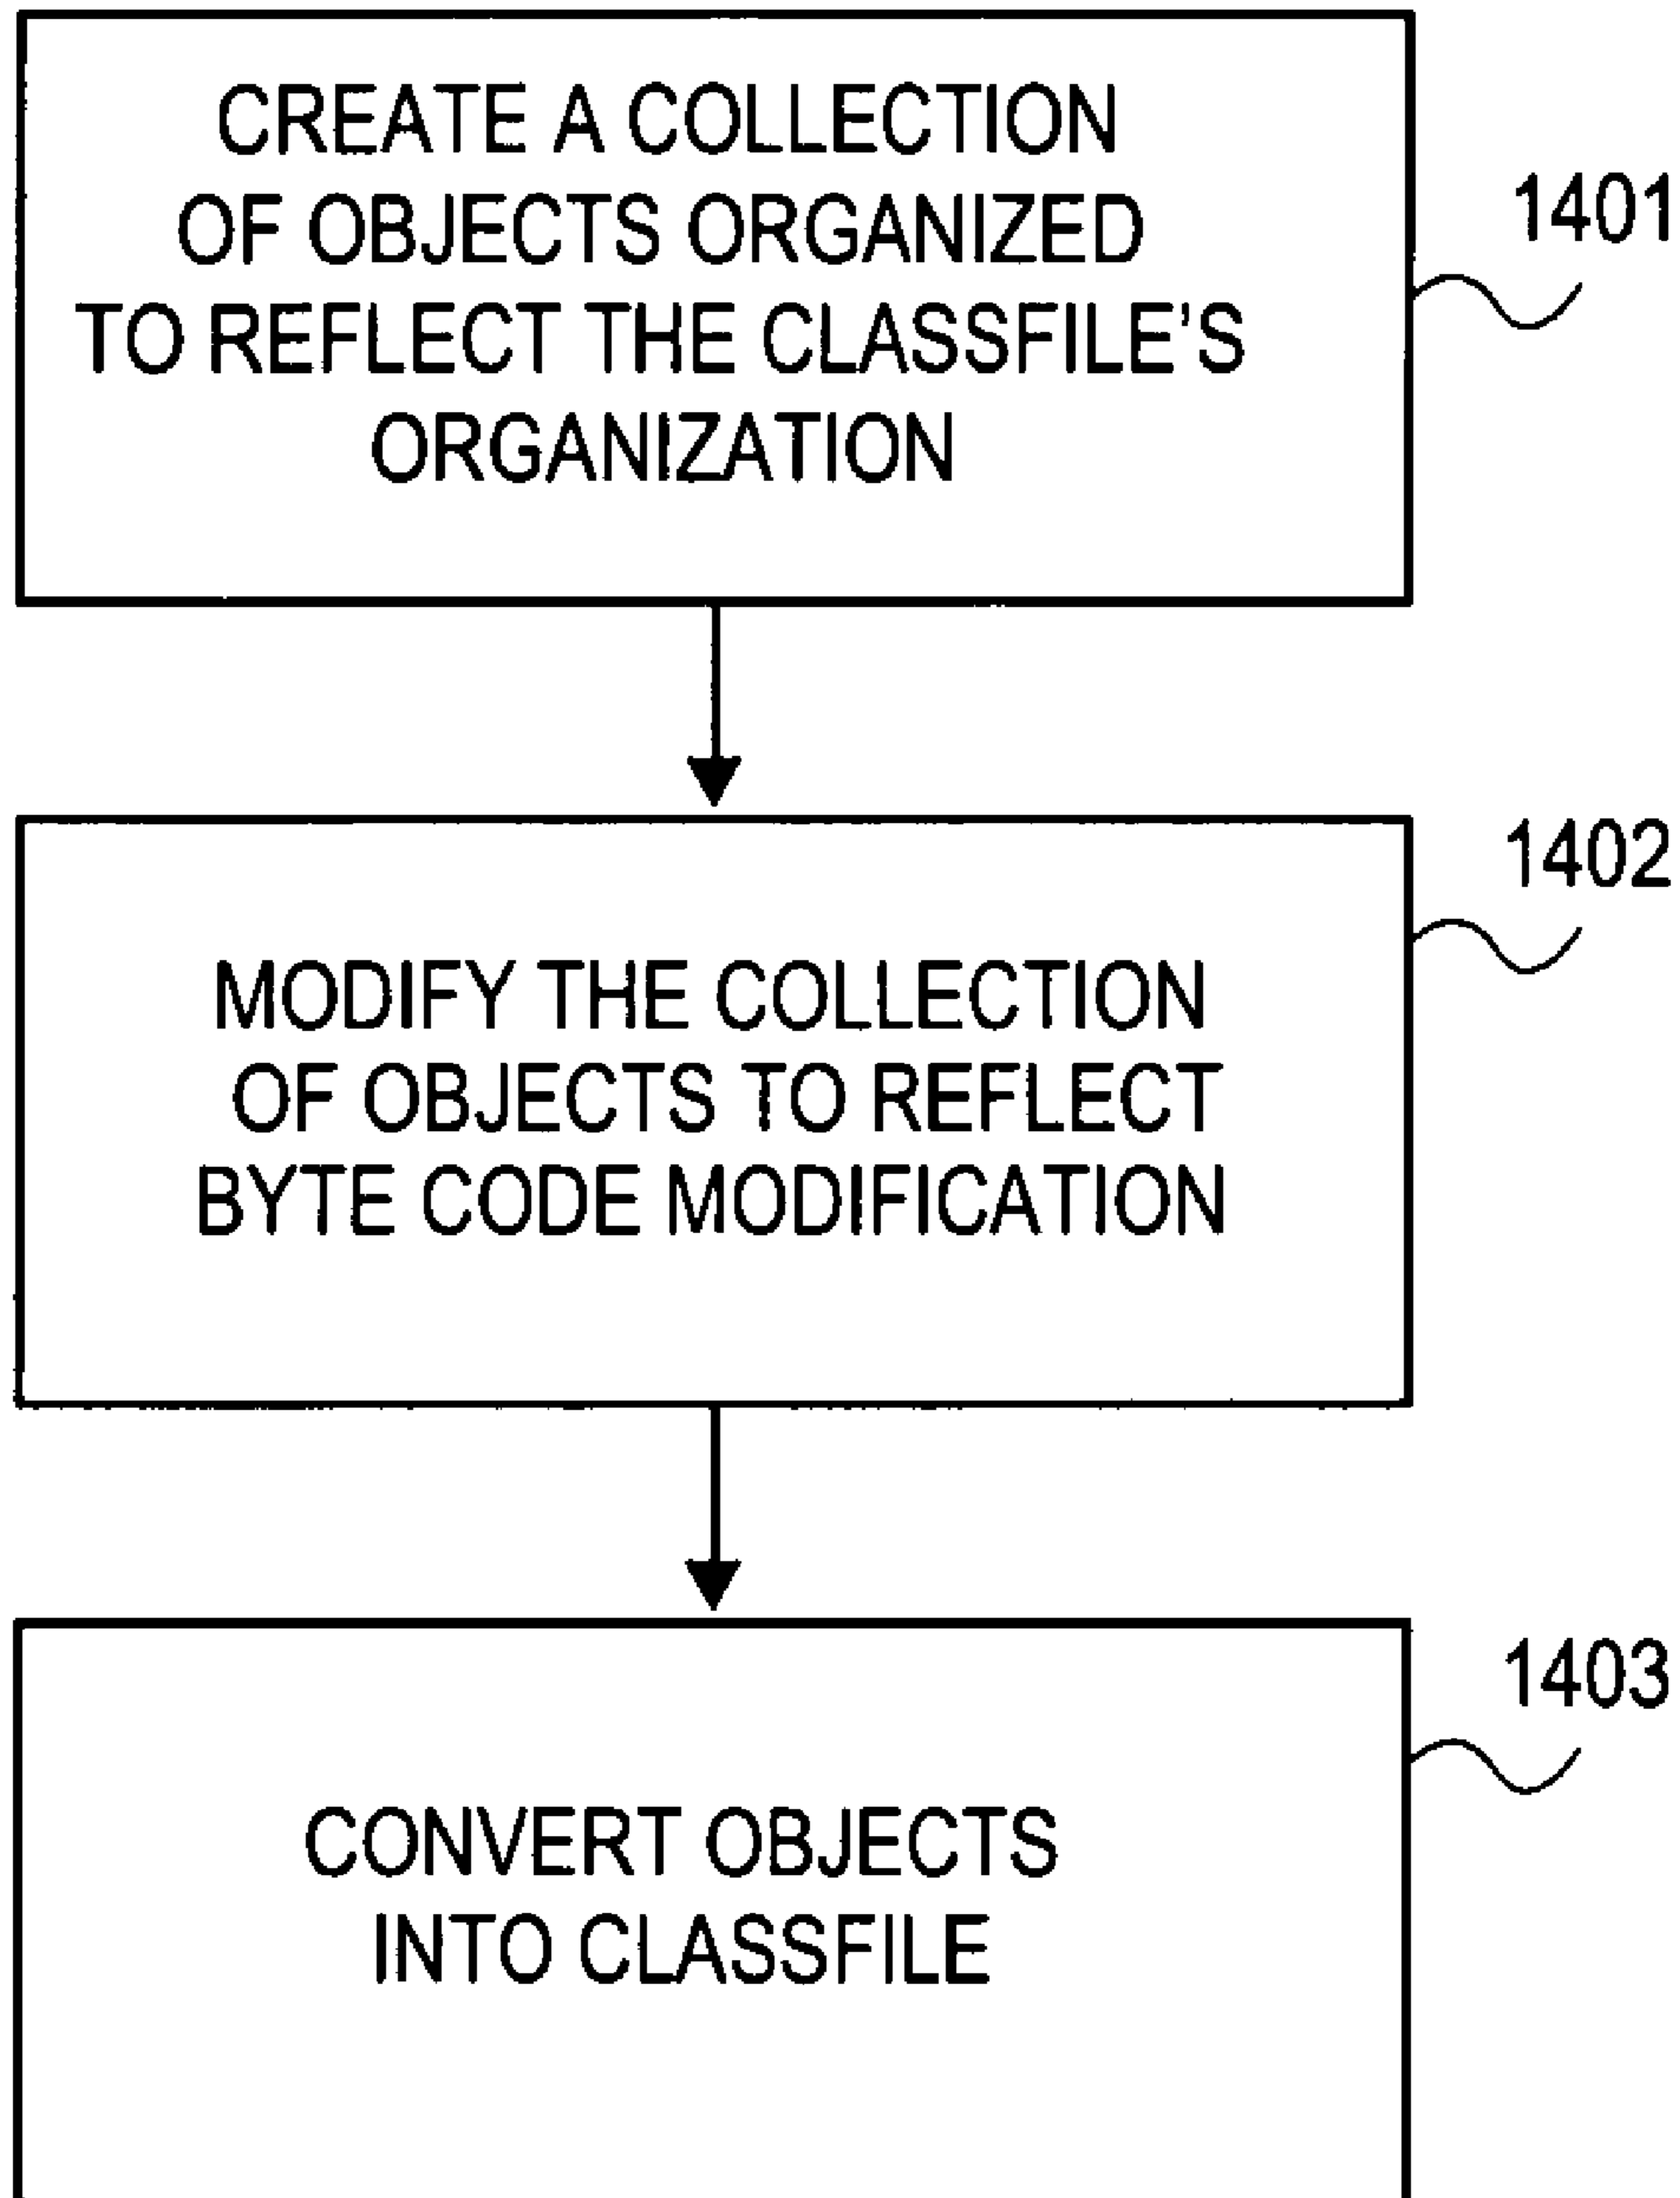 CREATE A COLLECTION
OF OBJECTS ORGANIZED
TO REFLECT THE CLASSFILE'S
ORGANIZATION
1401
MODIFY THE COLLECTION
OF OBJECTS TO REFLECT
BYTE CODE MODIFICATION
1402
CONVERT OBJECTS
INTO CLASSFILE
1403